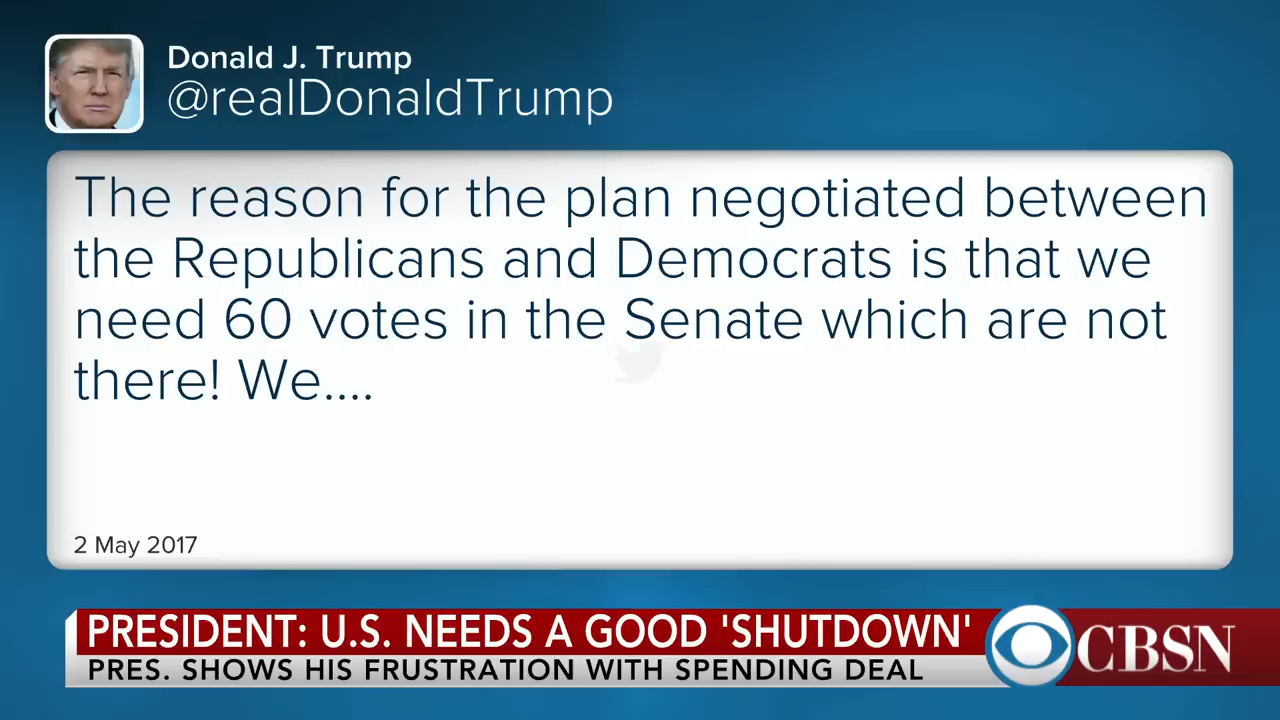 Donald J. Trump
@realDonaldTrump
The reason for the plan negotiated between
the Republicans and Democrats is that we
need 60 votes in the Senate which are not
there! We....
2 May 2017
PRESIDENT: U.S. NEEDS A GOOD 'SHUTDOWN'
PRES. SHOWS HIS FRUSTRATION WITH SPENDING DEAL
CBSN